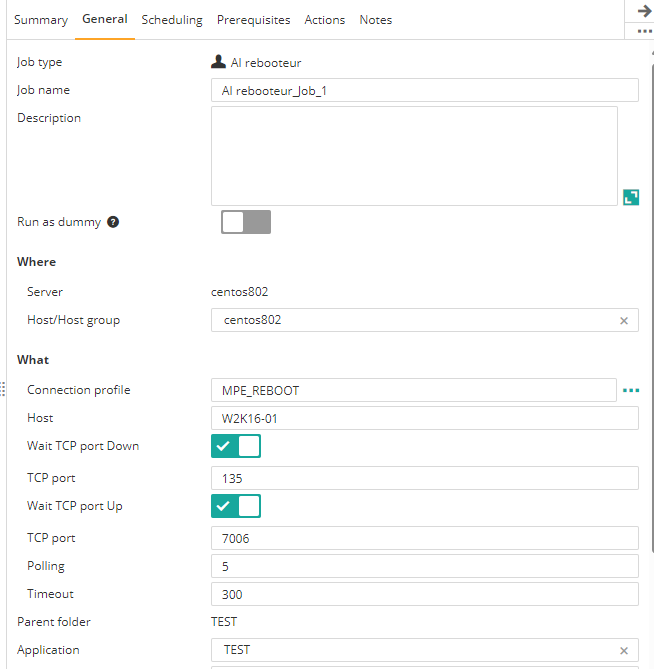 Summary General Scheduling Prerequisites Actions Notes
Job type AI rebooteur
Job name AI rebooteur_Job_1
Description
Run as dummy ?
Where
Server centos802
Host/Host group centos802
What
Connection profile MPE_REBOOT
Host W2K16-01
Wait TCP port Down
TCP port 135
Wait TCP port Up
TCP port 7006
Polling 5
Timeout 300
Parent folder TEST
Application TEST